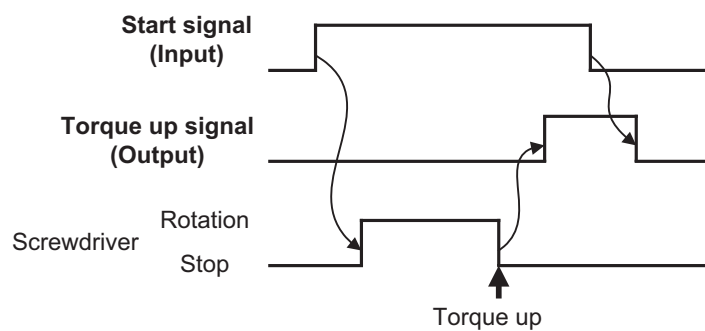 Start signal
(Input)
Torque up signal
(Output)
Rotation
Screwdriver
Stop
Torque up